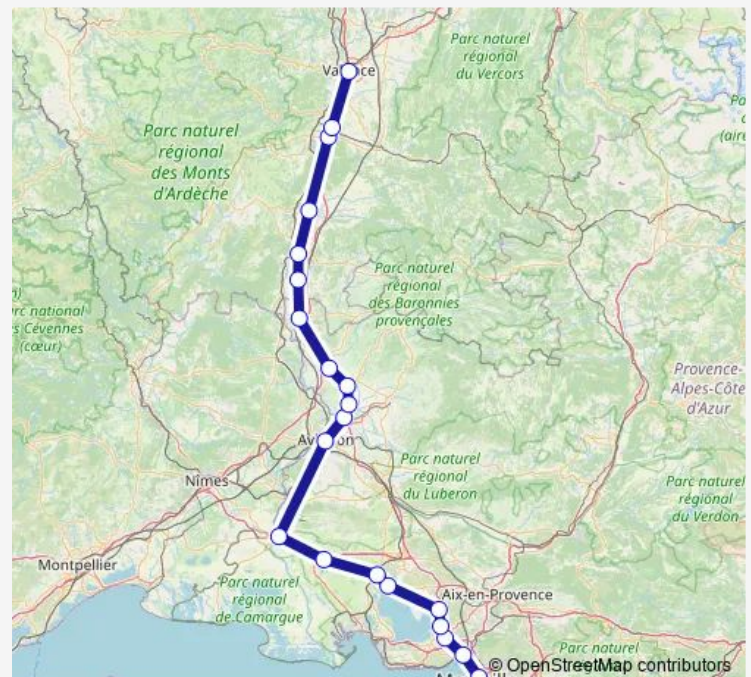 Parc naturel
régional
du Vercors
Parc naturel
régional
des Monts
d'Ardèche
Parc naturel
régional
des Baronnies
provençales
(cœur)
Provence-
Alpes-Côte
d'Azur
Nîmes
Parc naturel
régional
du Luberon
Parc naturel
régional
du Verdon
Montpellier
Parc naturel
régional
de Camargue
Aix-en-Provence
Parc naturel
© OpenStreetMap contributors